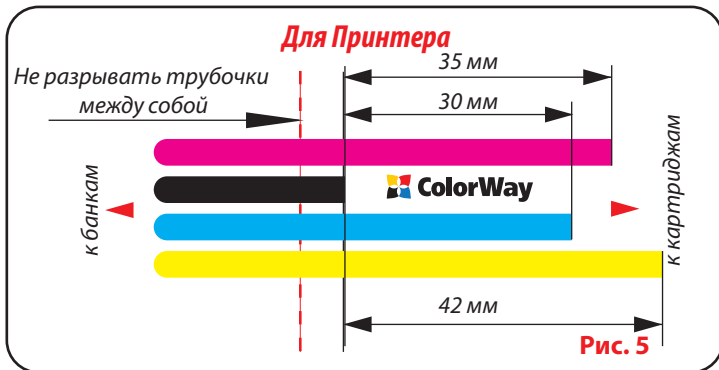 Для Принтера
Не разрывать трубочки
между собой
35 мм
30 мм
к банкам
ColorWay
к картриджам
42 мм
Рис. 5